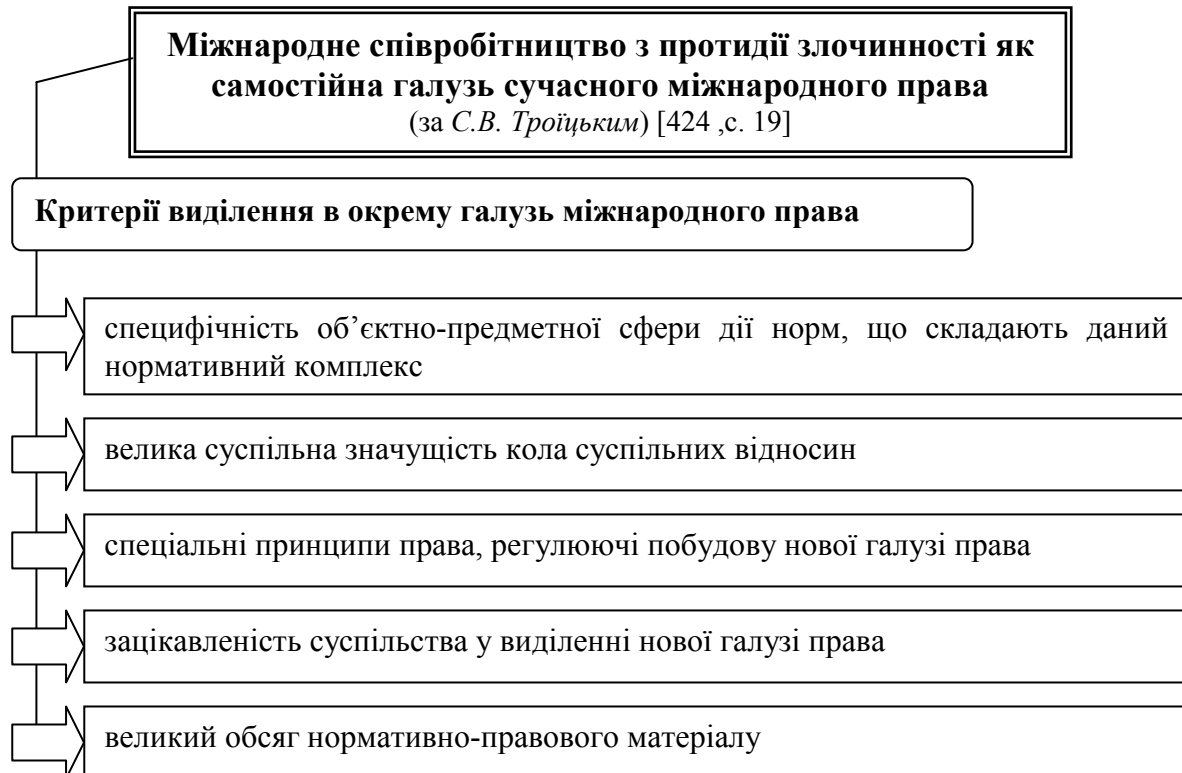 Міжнародне співробітництво з протидії злочинності як
самостійна галузь сучасного міжнародного права
(за С.В. Троїцьким) [424 ,с. 19]
Критерії виділення в окрему галузь міжнародного права
специфічність об’єктно-предметної сфери дії норм, що складають даний
нормативний комплекс
велика суспільна значущість кола суспільних відносин
спеціальні принципи права, регулюючі побудову нової галузі права
зацікавленість суспільства у виділенні нової галузі права
великий обсяг нормативно-правового матеріалу